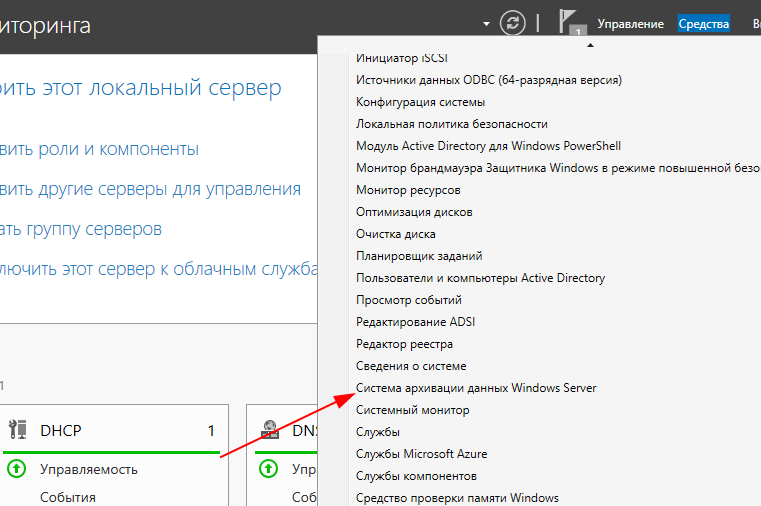 иторинга
1
Управление
Средства
В
рить этот локальный сервер
вить роли и компоненты
вить другие серверы для управления
ать группу серверов
лючить этот сервер к облачным служба
1
DHCP
1
Управляемость
События
DN
Упр
Соб
Инициатор iSCSI
Источники данных ODBC (64-разрядная версия)
Конфигурация системы
Локальная политика безопасности
Модуль Active Directory для Windows PowerShell
Монитор брандмауэра Защитника Windows в режиме повышенной безо
Монитор ресурсов
Оптимизация дисков
Очистка диска
Планировщик заданий
Пользователи и компьютеры Active Directory
Просмотр событий
Редактирование ADSI
Редактор реестра
Сведения о системе
Система архивации данных Windows Server
Системный монитор
Службы
Службы Microsoft Azure
Службы компонентов
Средство проверки памяти Windows